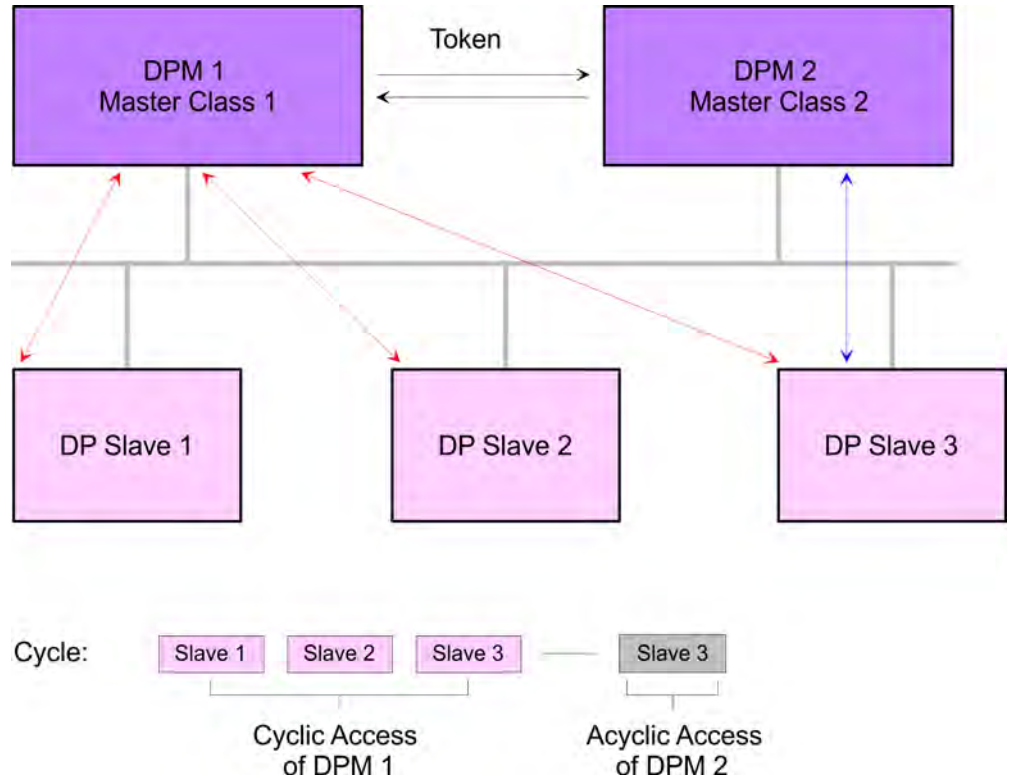 Token
DPM 1
Master Class 1
DPM 2
Master Class 2
DP Slave 1
DP Slave 2
DP Slave 3
Cycle:
Slave 1
Slave 2
Slave 3
Slave 3
Cyclic Access
of DPM 1
Acyclic Access
of DPM 2